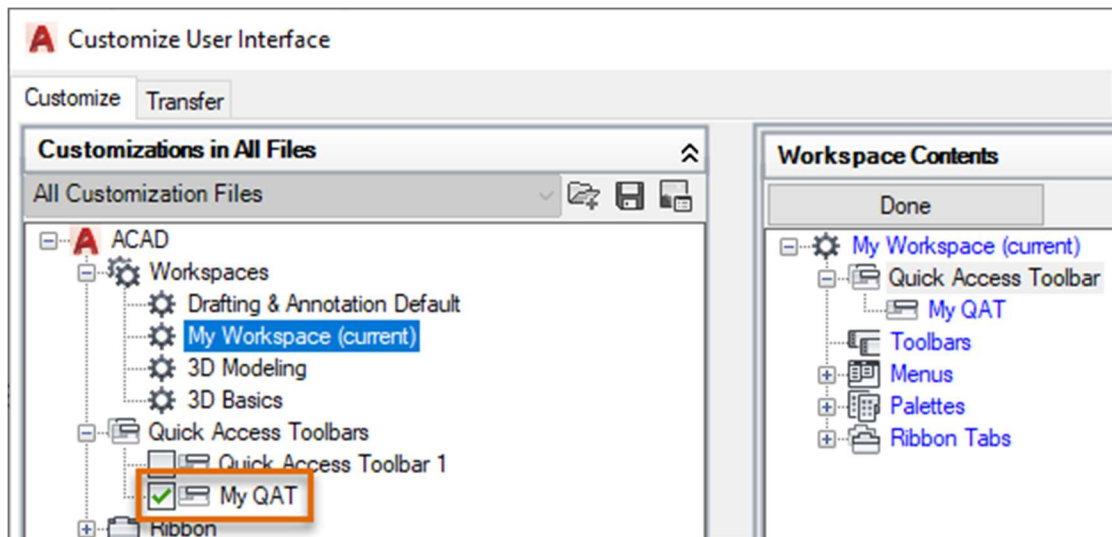 Customize User Interface
Customize Transfer
Customizations in All Files
All Customization Files
ACAD
Workspaces
Drafting & Annotation Default
My Workspace (current)
3D Modeling
3D Basics
Quick Access Toolbars
Quick Access Toolbar 1
My QAT
Ribbon
Workspace Contents
Done
My Workspace (current)
Quick Access Toolbar
My QAT
Toolbars
Menus
Palettes
Ribbon Tabs